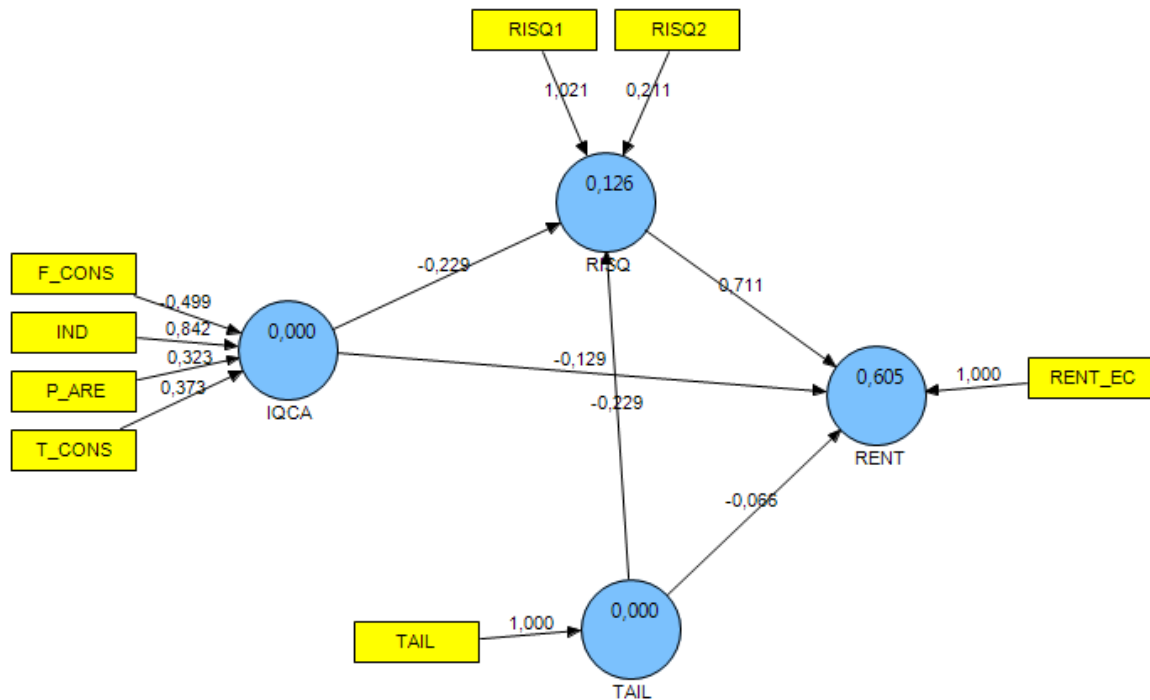 RISQ1
RISQ2
1,021
0,211
0,126
RISQ
-0,229
0,711
F_CONS
-0,499
IND
0,842
P_ARE
0,323
T_CONS
0,373
0,000
IQCA
-0,129
-0,229
0,605
RENT
1,000
RENT_EC
-0,066
0,000
TAIL
1,000
TAIL